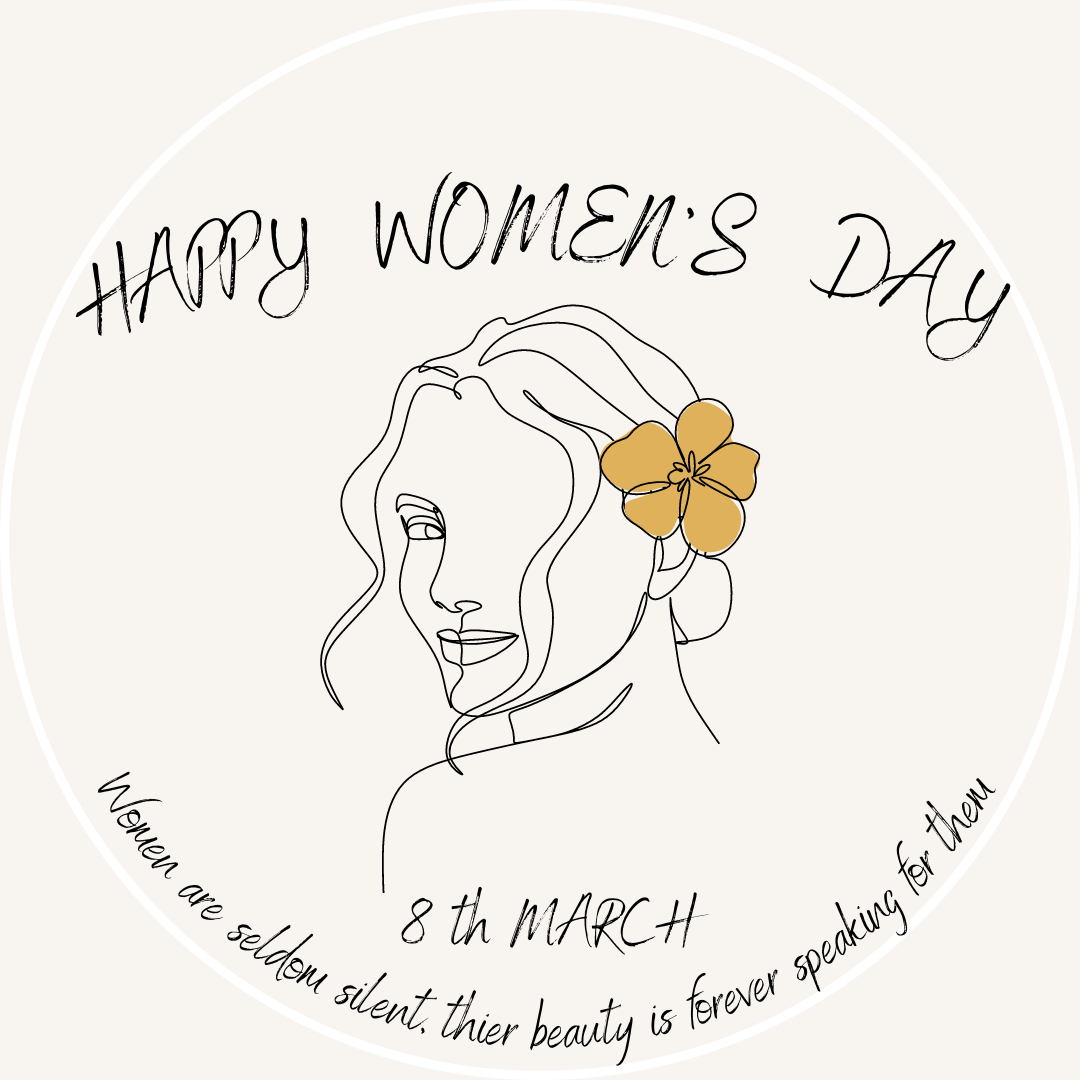 HAPPY WOMEN'S DAY
8 th MARCH
Women are seldom silent. thier beauty is forever speaking for them